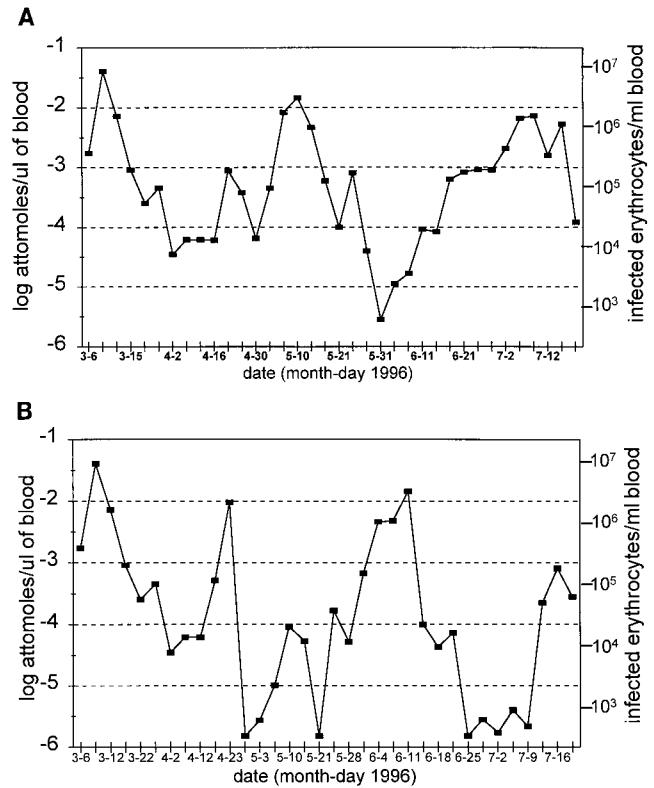 A
-1
-2
-3
-4
-5
-6
log attomoles/ul of blood
10^7
10^6
10^5
10^4
10^3
infected erythrocytes/ml blood
3-6 3-15 4-2 4-16 4-30 5-10 5-21 5-31 6-11 6-21 7-2 7-12
date (month-day 1996)
B
-1
-2
-3
-4
-5
-6
log attomoles/ul of blood
10^7
10^6
10^5
10^4
10^3
infected erythrocytes/ml blood
3-6 3-12 3-22 4-2 4-12 4-23 5-3 5-10 5-21 5-28 6-4 6-11 6-18 6-25 7-2 7-9 7-16
date (month-day 1996)